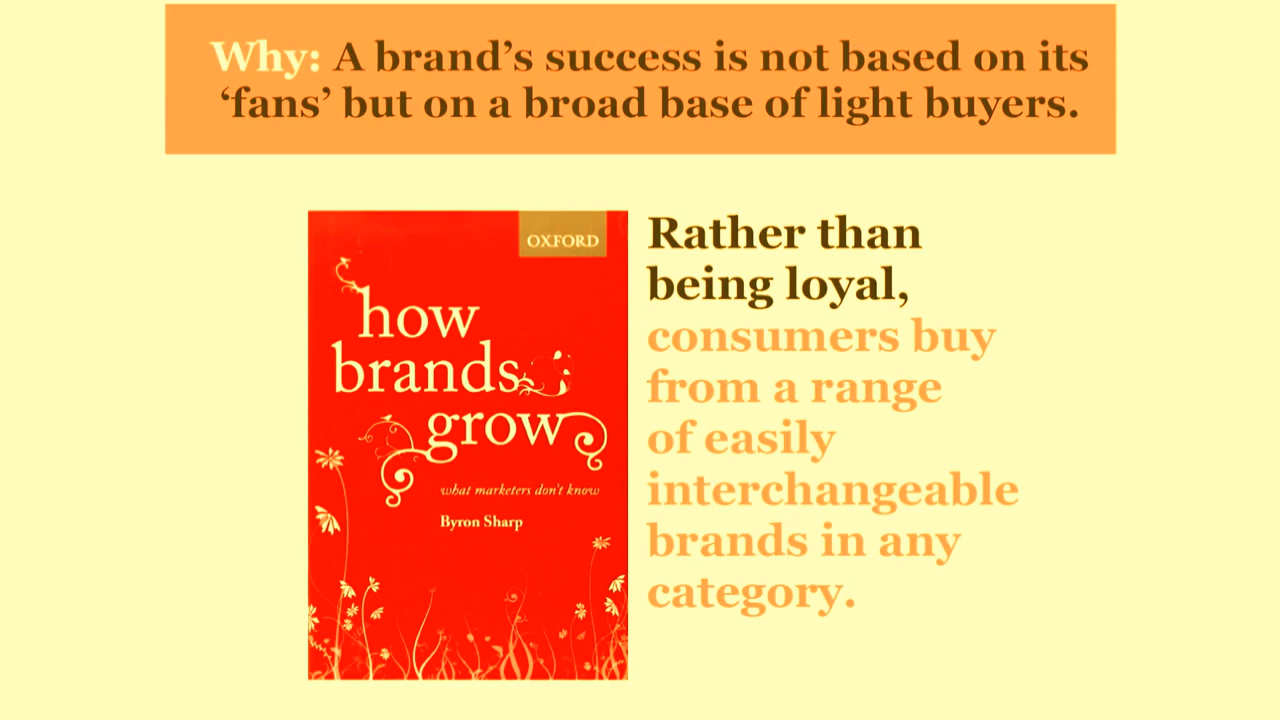 Why: A brand’s success is not based on its
‘fans’ but on a broad base of light buyers.
OXFORD
how
brands
grow
what marketers don't know
Byron Sharp
Rather than
being loyal,
consumers buy
from a range
of easily
interchangeable
brands in any
category.